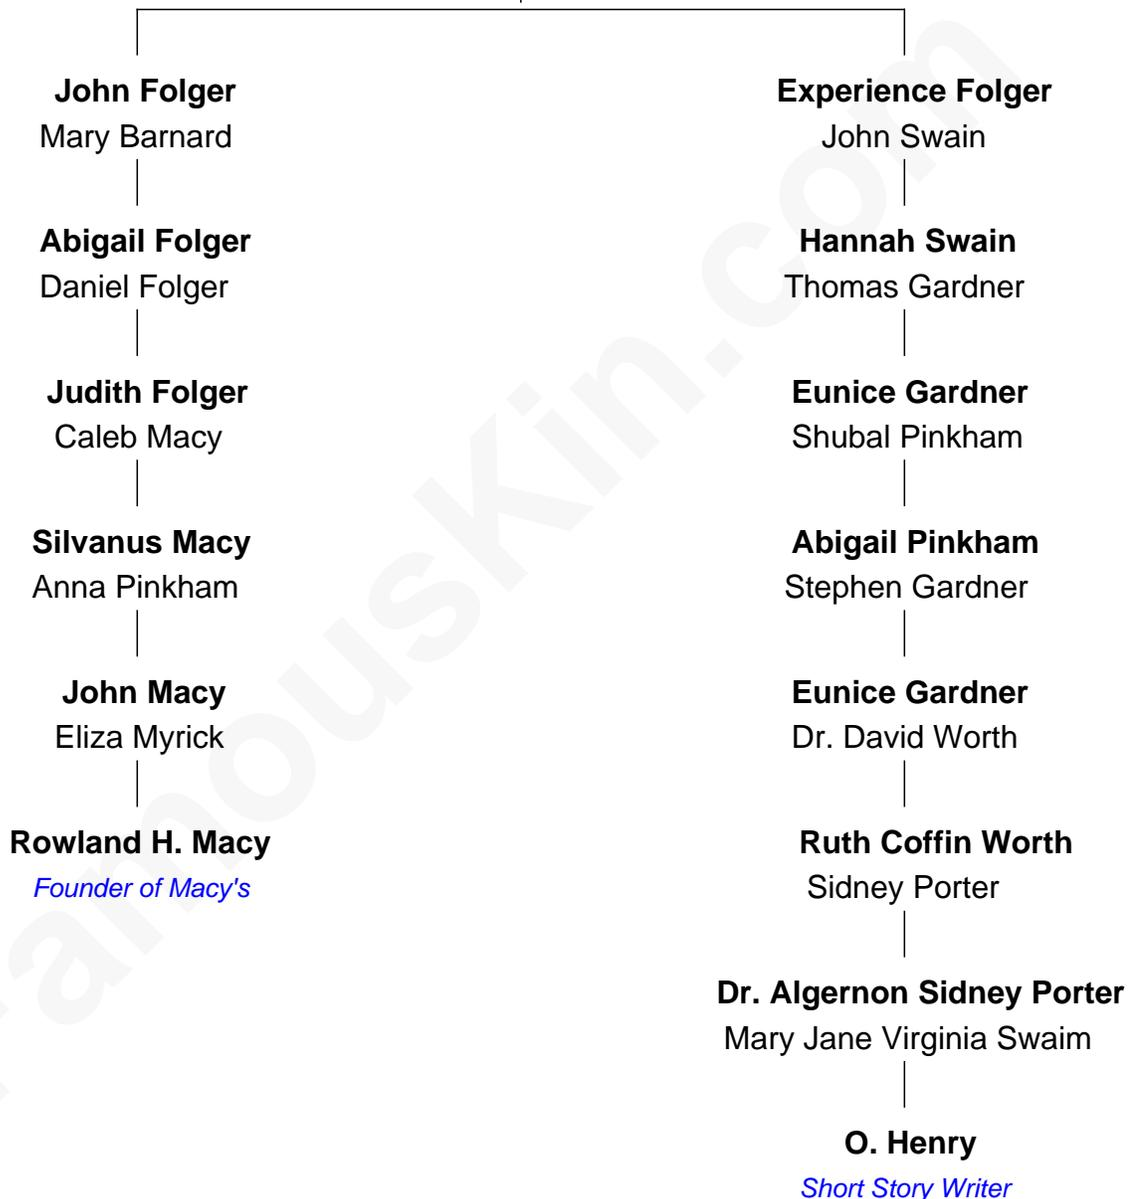 John Folger
Mary Barnard
Experience Folger
John Swain
Abigail Folger
Daniel Folger
Hannah Swain
Thomas Gardner
Judith Folger
Caleb Macy
Eunice Gardner
Shubal Pinkham
Silvanus Macy
Anna Pinkham
Abigail Pinkham
Stephen Gardner
John Macy
Eliza Myrick
Eunice Gardner
Dr. David Worth
Rowland H. Macy
Founder of Macy's
Ruth Coffin Worth
Sidney Porter
Dr. Algernon Sidney Porter
Mary Jane Virginia Swaim
O. Henry
Short Story Writer
FamousKin.com